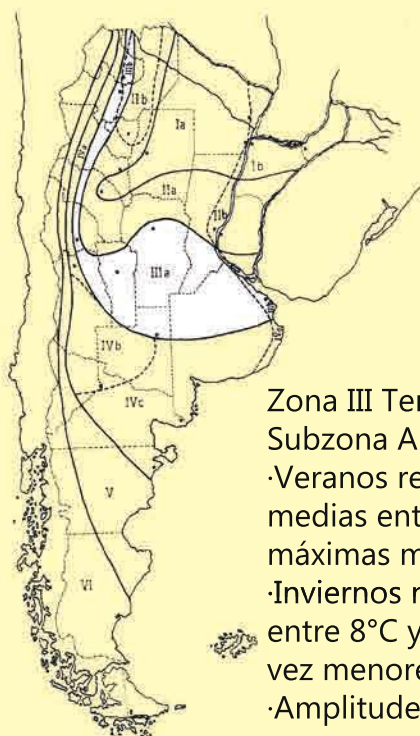 IIb
Ia
Ib
IIa
IIb
IIIa
IVb
IVc
V
VI
Zona III Ter
Subzona A
·Veranos re
medias ent
máximas m
·Inviernos r
entre 8°C y
vez menore
·Amplitude